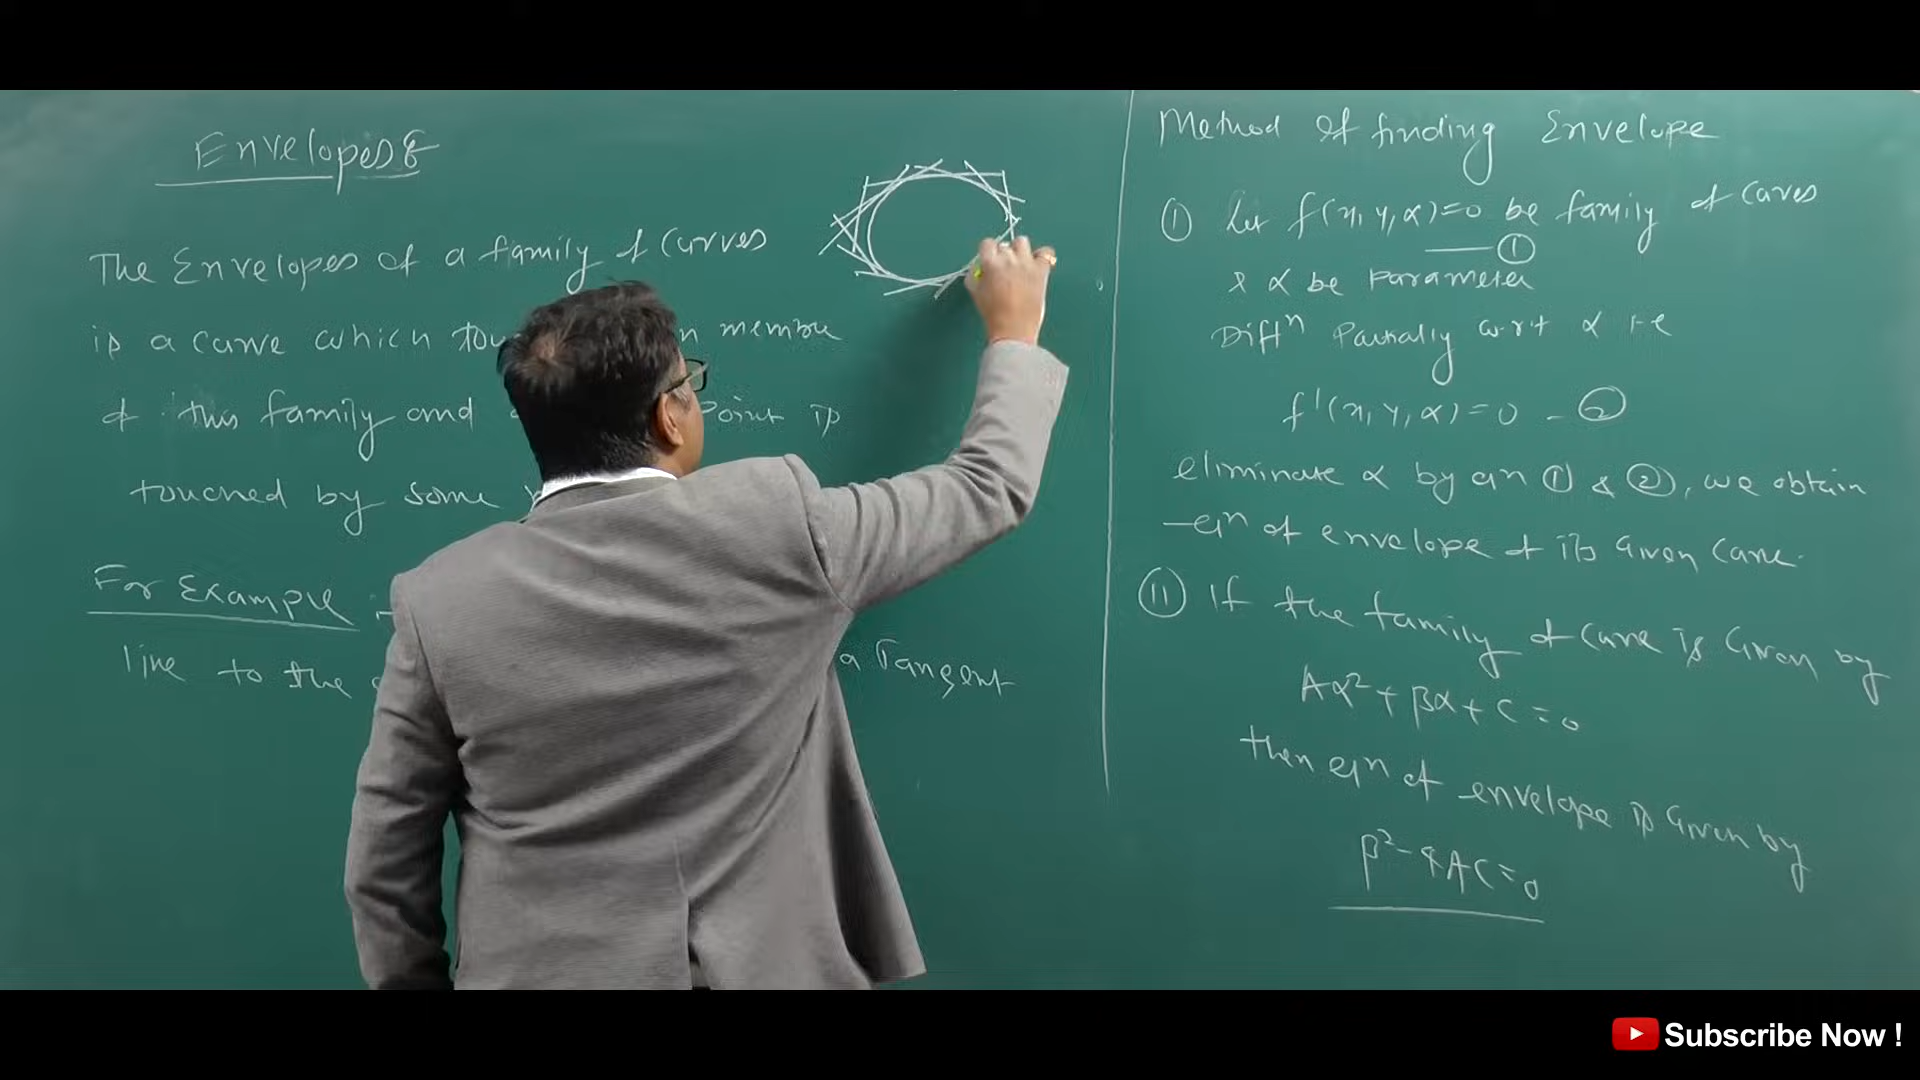 Envelopes
The Envelopes of a family of Curves
is a curve which membe
of this family and Point is
touched by some
For Example
line to the a Tangent
Method of finding Envelope
① Let f(x, y, α)=0 be family of Curves
—— ①
& α be parameter
Diffⁿ Partially w.r.t α i.e
f'(x, y, α)=0 - ②
eliminate α by eqn ① & ②, we obtain
eqn of envelope of its Given Curve.
⑪ If the family of Curve is Given by
Aα²+Bα+C=0
then eqn of envelope is Given by
B²-4AC=0
Subscribe Now !